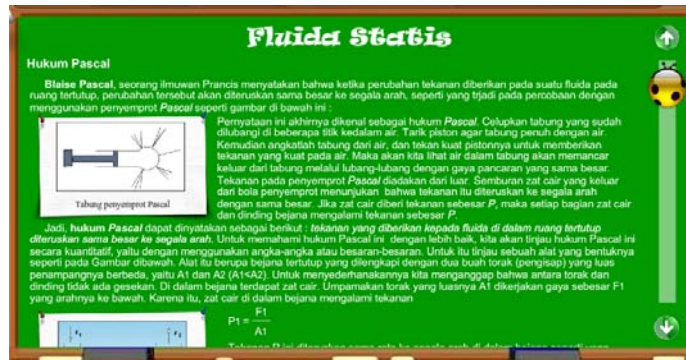 Fluida Statis
Hukum Pascal
Blaise Pascal, seorang ilmuwan Prancis menyatakan bahwa ketika perubahan tekanan diberikan pada suatu fluida pada
ruang tertutup, perubahan tersebut akan diteruskan sama besar ke segala arah, seperti yang trjadi pada percobaan dengan
menggunakan penyemprot Pascal seperti gambar di bawah ini :
Pernyataan ini akhirnya dikenal sebagai hukum Pascal. Celupkan tabung yang sudah
dilubangi di beberapa titik kedalam air. Tarik piston agar tabung penuh dengan air.
Kemudian angkatlah tabung dari air, dan tekan kuat pistonnya untuk memberikan
tekanan yang kuat pada air. Maka akan kita lihat air dalam tabung akan memancar
keluar dari tabung melalui lubang-lubang dengan gaya pancaran yang sama besar.
Tekanan pada penyemprot Pascal diadakan dari luar. Semburan zat cair yang keluar
dari bola penyemprot menunjukan bahwa tekanan itu diteruskan ke segala arah
dengan sama besar. Jika zat cair diberi tekanan sebesar P, maka setiap bagian zat cair
dan dinding bejana mengalami tekanan sebesar P.
Tabung penyemprot Pascal
Jadi, hukum Pascal dapat dinyatakan sebagai berikut : tekanan yang diberikan kepada fluida di dalam ruang tertutup
diteruskan sama besar ke segala arah. Untuk memahami hukum Pascal ini dengan lebih baik, kita akan tinjau hukum Pascal ini
secara kuantitatif, yaitu dengan menggunakan angka-angka atau besaran-besaran. Untuk itu tinjau sebuah alat yang bentuknya
seperti pada Gambar dibawah. Alat itu berupa bejana tertutup yang dilengkapi dengan dua buah torak (pengisap) yang luas
penampangnya berbeda, yaitu A1 dan A2 (A1<A2). Untuk menyederhanakannya kita menganggap bahwa antara torak dan
dinding tidak ada gesekan. Di dalam bejana terdapat zat cair. Umpamakan torak yang luasnya A1 dikerjakan gaya sebesar F1
yang arahnya ke bawah. Karena itu, zat cair di dalam bejana mengalami tekanan
F1
P1 =
A1